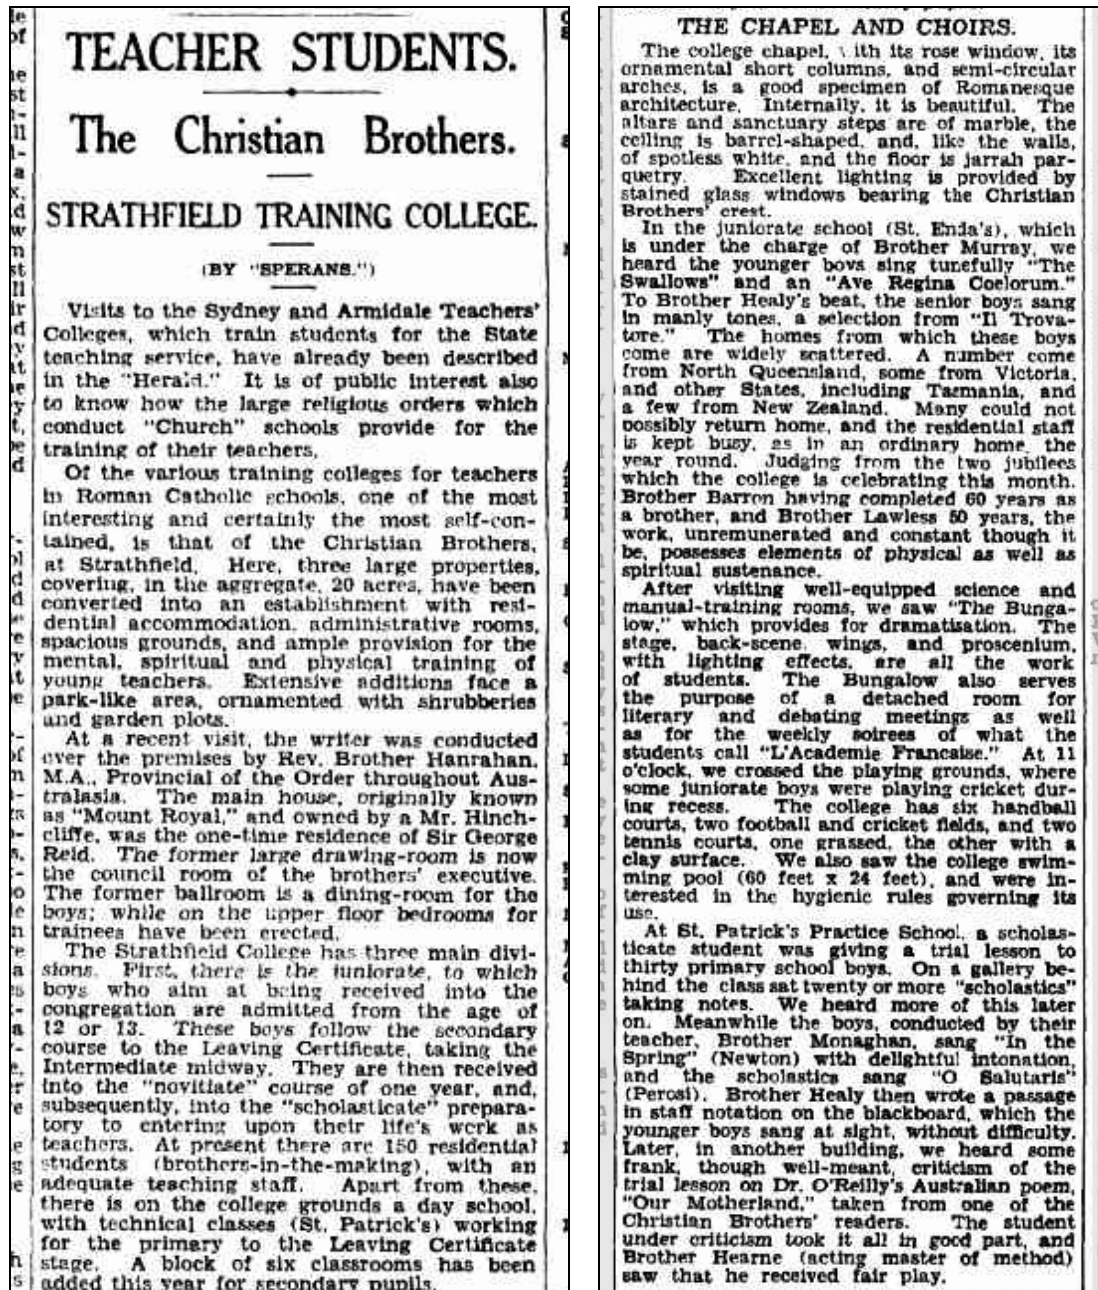 TEACHER STUDENTS.
The Christian Brothers.
STRATHFIELD TRAINING COLLEGE.
(BY "SPERANS.")
Visits to the Sydney and Armidale Teachers'
Colleges, which train students for the State
teaching service, have already been described
in the "Herald." It is of public interest also
to know how the large religious orders which
conduct "Church" schools provide for the
training of their teachers.
Of the various training colleges for teachers
in Roman Catholic schools, one of the most
interesting and certainly the most self-con-
tained, is that of the Christian Brothers,
at Strathfield. Here, three large properties,
covering, in the aggregate, 20 acres, have been
converted into an establishment with resi-
dential accommodation, administrative rooms,
spacious grounds, and ample provision for the
mental, spiritual and physical training of
young teachers. Extensive additions face a
park-like area, ornamented with shrubberies
and garden plots.
At a recent visit, the writer was conducted
over the premises by Rev. Brother Hanrahan,
M.A., Provincial of the Order throughout Aus-
tralasia. The main house, originally known
as "Mount Royal," and owned by a Mr. Hinch-
cliffe, was the one-time residence of Sir George
Reid. The former large drawing-room is now
the council room of the brothers' executive.
The former ballroom is a dining-room for the
boys; while on the upper floor bedrooms for
trainees have been erected.
The Strathfield College has three main divi-
sions. First, there is the juniorate, to which
boys who aim at being received into the
congregation are admitted from the age of
12 or 13. These boys follow the secondary
course to the Leaving Certificate, taking the
Intermediate midway. They are then received
into the "novitiate" course of one year, and,
subsequently, into the "scholasticate" prepara-
tory to entering upon their life's work as
teachers. At present there are 150 residential
students (brothers-in-the-making), with an
adequate teaching staff. Apart from these,
there is on the college grounds a day school,
with technical classes (St. Patrick's) working
for the primary to the Leaving Certificate
stage. A block of six classrooms has been
added this year for secondary pupils.
THE CHAPEL AND CHOIRS.
The college chapel, with its rose window, its
ornamental short columns, and semi-circular
arches, is a good specimen of Romanesque
architecture. Internally, it is beautiful. The
altars and sanctuary steps are of marble, the
ceiling is barrel-shaped, and, like the walls,
of spotless white, and the floor is jarrah par-
quetry. Excellent lighting is provided by
stained glass windows bearing the Christian
Brothers' crest.
In the juniorate school (St. Enda's), which
is under the charge of Brother Murray, we
heard the younger boys sing tunefully "The
Swallows" and an "Ave Regina Coelorum."
To Brother Healy's beat, the senior boys sang
in manly tones, a selection from "Il Trova-
tore." The homes from which these boys
come are widely scattered. A number come
from North Queensland, some from Victoria,
and other States, including Tasmania, and
a few from New Zealand. Many could not
possibly return home, and the residential staff
is kept busy, as in an ordinary home, the
year round. Judging from the two jubilees
which the college is celebrating this month,
Brother Barron having completed 60 years as
a brother, and Brother Lawless 50 years, the
work, unremunerated and constant though it
be, possesses elements of physical as well as
spiritual sustenance.
After visiting well-equipped science and
manual-training rooms, we saw "The Bunga-
low," which provides for dramatisation. The
stage, back-scene, wings, and proscenium,
with lighting effects, are all the work
of students. The Bungalow also serves
the purpose of a detached room for
literary and debating meetings as well
as for the weekly soirees of what the
students call "L'Academie Francaise." At 11
o'clock, we crossed the playing grounds, where
some juniorate boys were playing cricket dur-
ing recess. The college has six handball
courts, two football and cricket fields, and two
tennis courts, one grassed, the other with a
clay surface. We also saw the college swim-
ming pool (60 feet x 24 feet), and were in-
terested in the hygienic rules governing its
use.
At St. Patrick's Practice School, a scholas-
ticate student was giving a trial lesson to
thirty primary school boys. On a gallery be-
hind the class sat twenty or more "scholastics"
taking notes. We heard more of this later
on. Meanwhile the boys, conducted by their
teacher, Brother Monaghan, sang "In the
Spring" (Newton) with delightful intonation,
and the scholastics sang "O Salutaris"
(Perosi). Brother Healy then wrote a passage
in staff notation on the blackboard, which the
younger boys sang at sight, without difficulty.
Later, in another building, we heard some
frank, though well-meant, criticism of the
trial lesson on Dr. O'Reilly's Australian poem,
"Our Motherland," taken from one of the
Christian Brothers' readers. The student
under criticism took it all in good part, and
Brother Hearne (acting master of method)
saw that he received fair play.